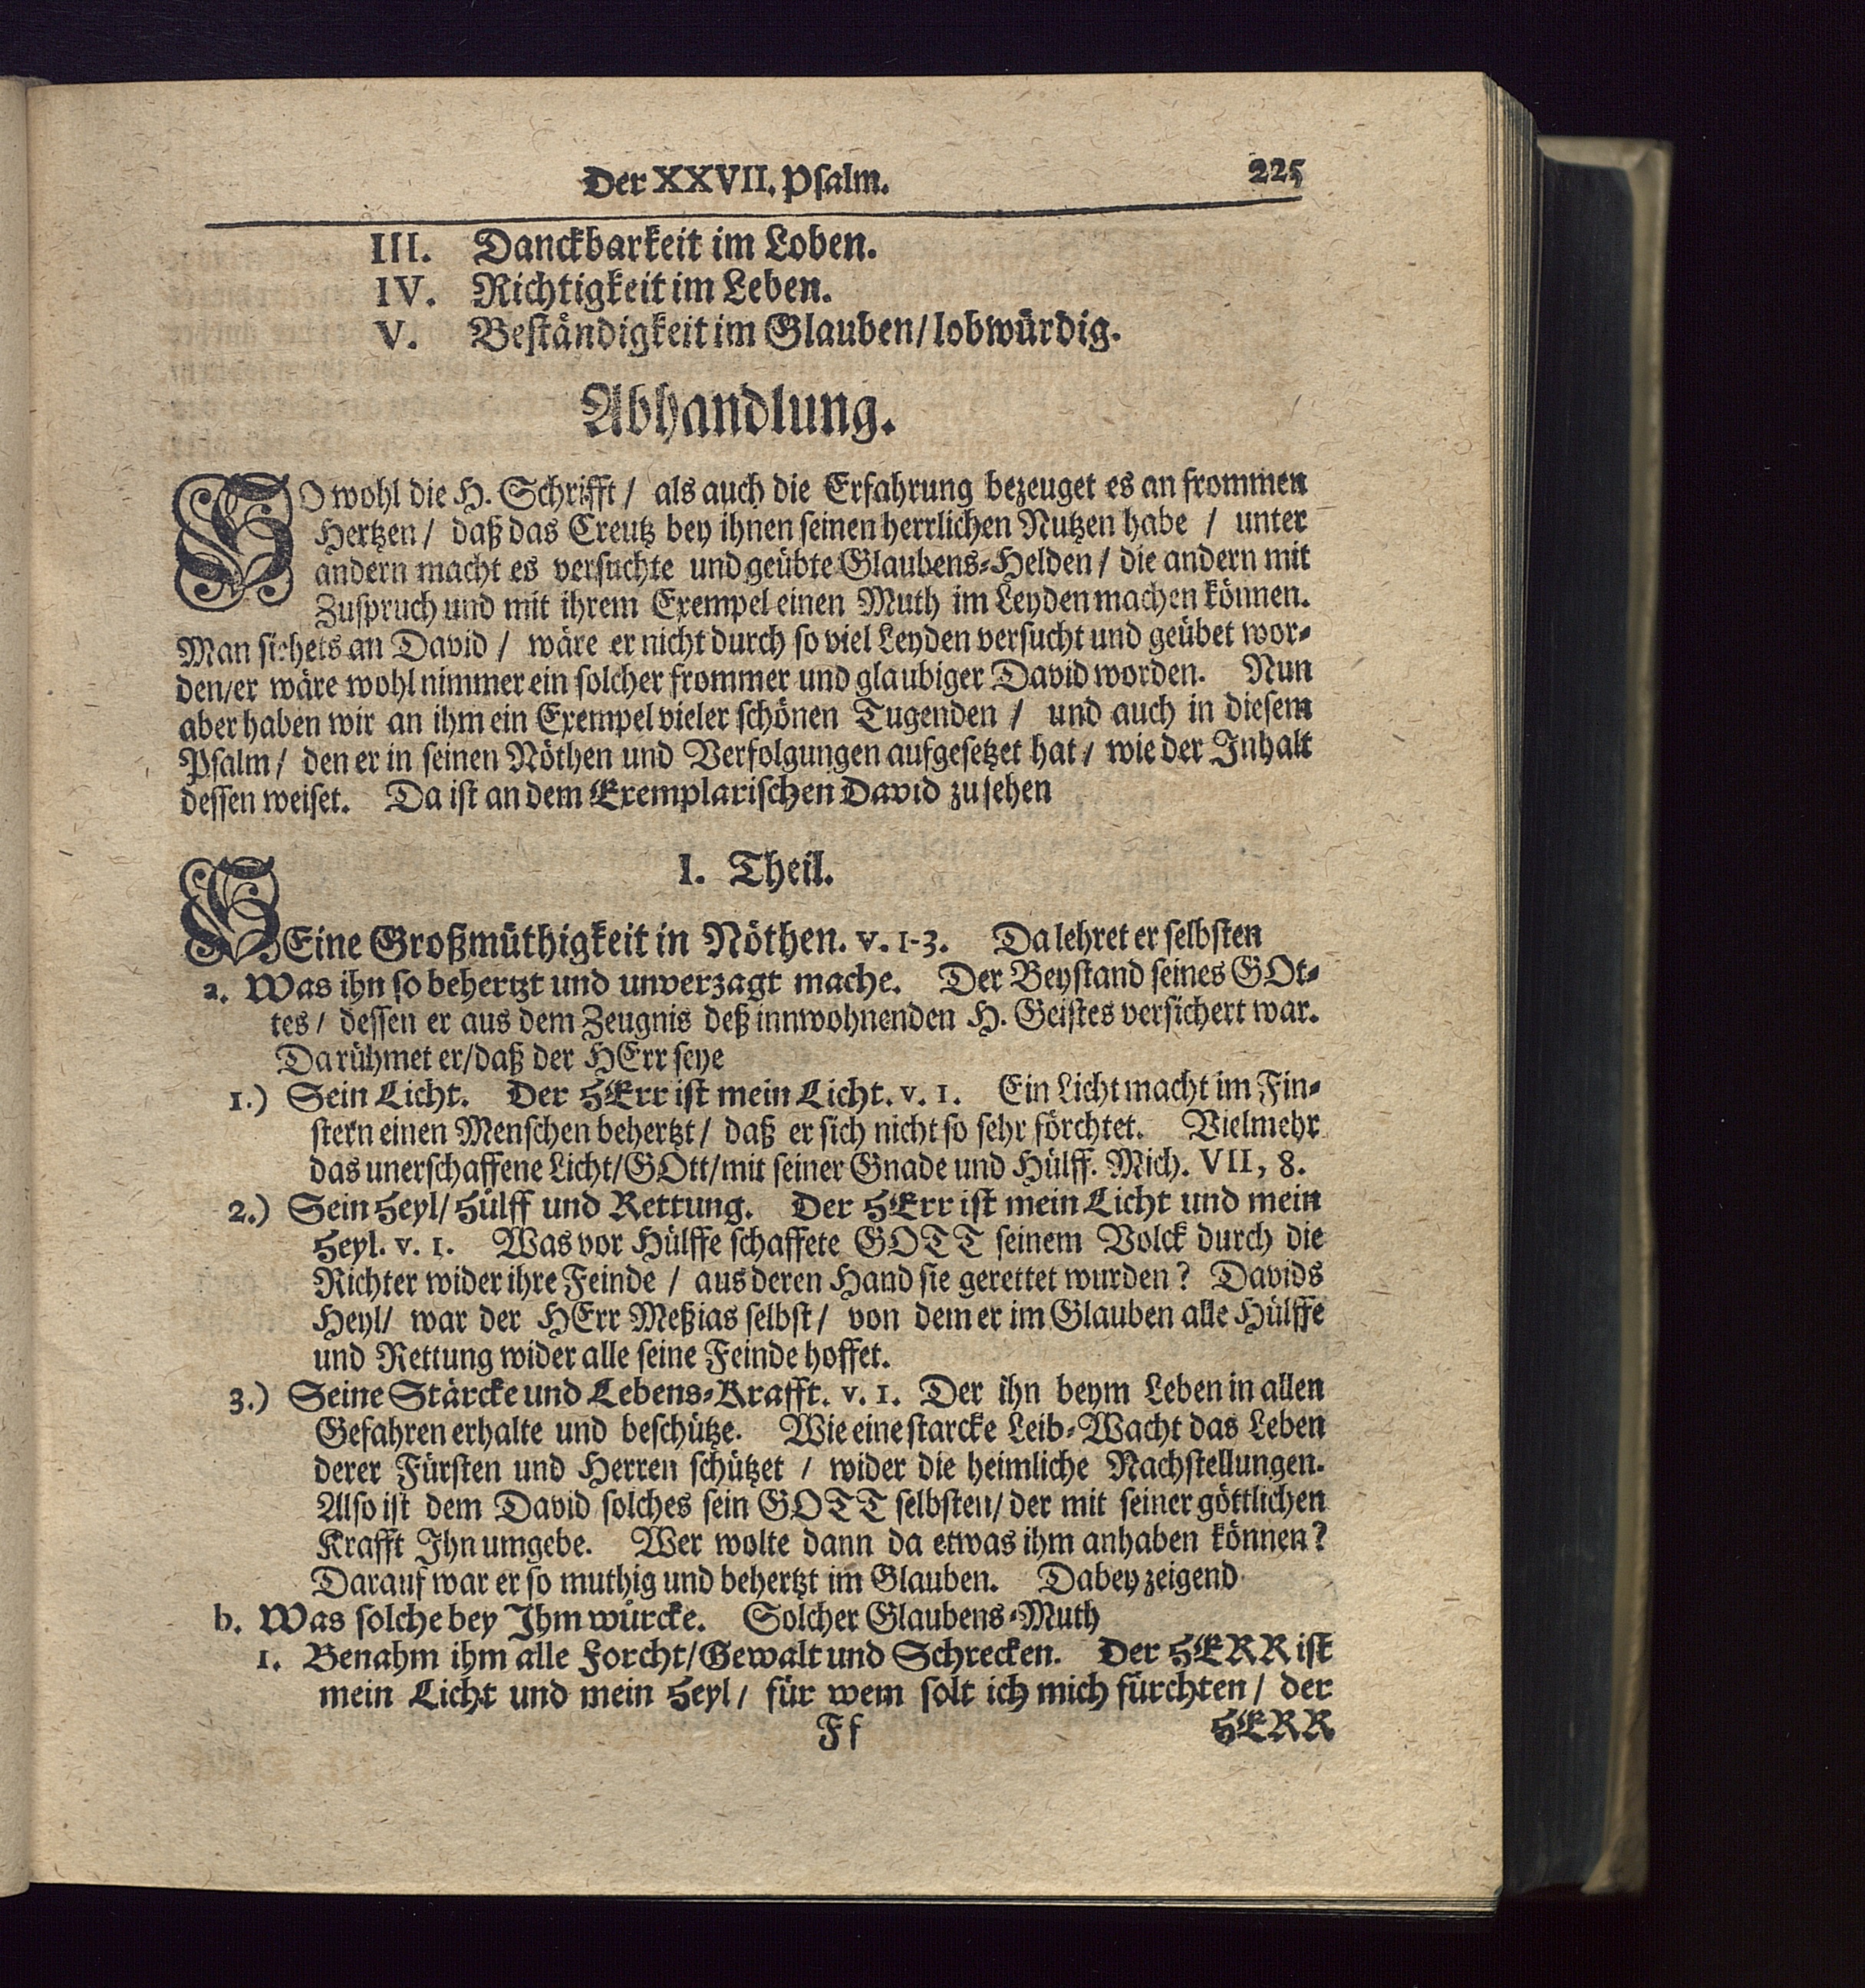 Der XXVII. Psalm. 225
III. Danckbarkeit im Loben.
IV. Richtigkeit im Leben.
V. Beständigkeit im Glauben/ lobwürdig.
Abhandlung.
SO wohl die H. Schrifft / als auch die Erfahrung bezeuget es an frommen
Hertzen / daß das Creutz bey ihnen seinen herrlichen Nutzen habe / unter
andern macht es versuchte und geübte Glaubens-Helden / die andern mit
Zuspruch und mit ihrem Exempel einen Muth im Leyden machen können.
Man sihets an David / wäre er nicht durch so viel Leyden versucht und geübet wor-
den/er wäre wohl nimmer ein solcher frommer und glaubiger David worden. Nun
aber haben wir an ihm ein Exempel vieler schönen Tugenden / und auch in diesem
Psalm / den er in seinen Nöthen und Verfolgungen aufgesetzet hat / wie der Inhalt
dessen weiset. Da ist an dem Exemplarischen David zu sehen
I. Theil.
SEine Großmüthigkeit in Nöthen. v. 1-3. Da lehret er selbsten
a. Was ihn so behertzt und unverzagt mache. Der Beystand seines GOt-
tes / dessen er aus dem Zeugnis deß innwohnenden H. Geistes versichert war.
Da rühmet er/daß der HErr seye
1.) Sein Licht. Der HErr ist mein Licht. v. 1. Ein Licht macht im Fin-
stern einen Menschen behertzt / daß er sich nicht so sehr förchtet. Vielmehr
das unerschaffene Licht/GOtt/mit seiner Gnade und Hülff. Mich. VII, 8.
2.) Sein Heyl/ Hülff und Rettung. Der HErr ist mein Licht und mein
Heyl. v. 1. Was vor Hülffe schaffete GOTT seinem Volck durch die
Richter wider ihre Feinde / aus deren Hand sie gerettet wurden? Davids
Heyl/ war der HErr Meßias selbst / von dem er im Glauben alle Hülffe
und Rettung wider alle seine Feinde hoffet.
3.) Seine Stärcke und Lebens-Krafft. v. 1. Der ihn beym Leben in allen
Gefahren erhalte und beschütze. Wie eine starcke Leib-Wacht das Leben
derer Fürsten und Herren schützet / wider die heimliche Nachstellungen.
Also ist dem David solches sein GOTT selbsten/ der mit seiner göttlichen
Krafft Ihn umgebe. Wer wolte dann da etwas ihm anhaben können?
Darauf war er so muthig und behertzt im Glauben. Dabey zeigend
b. Was solche bey Ihm würcke. Solcher Glaubens-Muth
1. Benahm ihm alle Forcht/Gewalt und Schrecken. Der HERR ist
mein Licht und mein Heyl / für wem solt ich mich fürchten / der
Ff HERR